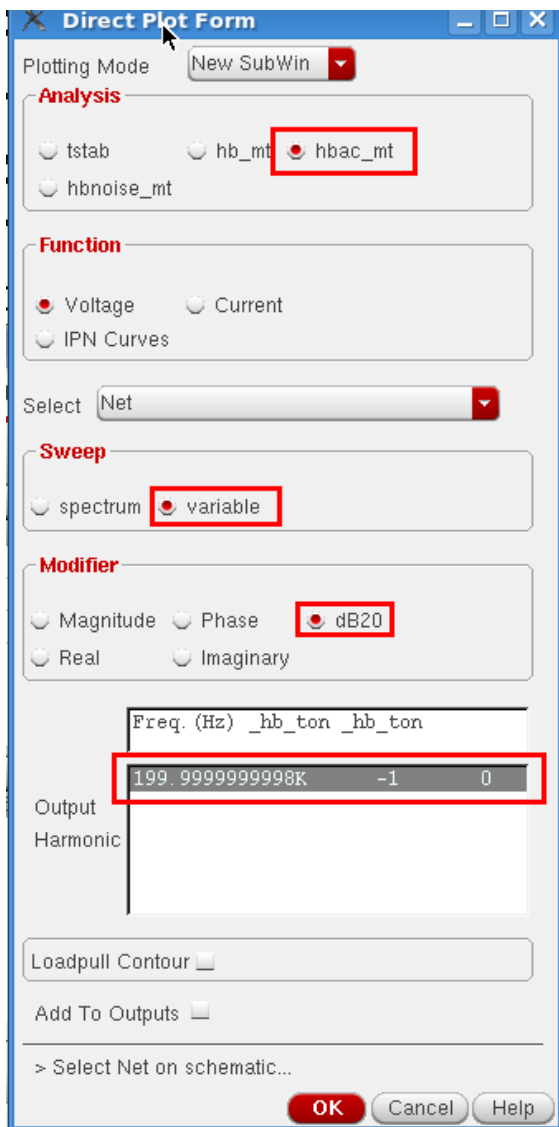 Direct Plot Form
Plotting Mode New SubWin
Analysis
tstab hb_mt hbac_mt
hbnoise_mt
Function
Voltage Current
IPN Curves
Select Net
Sweep
spectrum variable
Modifier
Magnitude Phase dB20
Real Imaginary
Freq.(Hz) _hb_ton _hb_ton
199.9999999998K -1 0
Output
Harmonic
Loadpull Contour
Add To Outputs
> Select Net on schematic...
OK Cancel Help